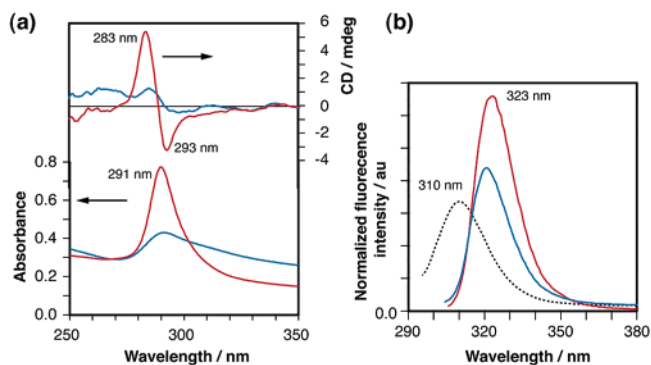 (a)
283 nm
293 nm
291 nm
6
4
2
0
-2
-4
CD / mdeg
0.8
0.6
0.4
0.2
0.0
Absorbance
250
300
350
Wavelength / nm
(b)
323 nm
310 nm
0.0
Normalized fluorecence
intensity / au
290
320
350
380
Wavelength / nm